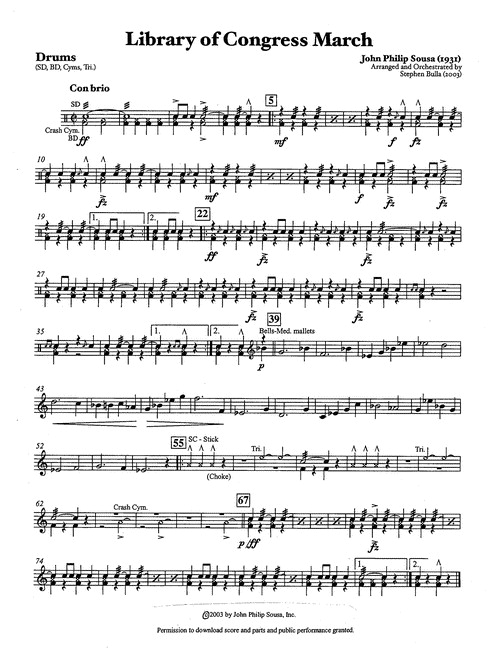 Library of Congress March
Drums
(SD, BD, Cyms, Tri.)
John Philip Sousa (1931)
Arranged and Orchestrated by
Stephen Bulla (2003)
Con brio
SD
5
Crash Cym.
BD
ff
mf
f
fz
10
fz
mf
f
fz
19
1.
2.
22
ff
fz
fz
27
fz
fz
35
1.
2.
39
Bells-Med. mallets
p
43
52
55
SC - Stick
(Choke)
Tri.
Tri.
62
Crash Cym.
67
p ff
fz
74
1.
2.
fz
©2003 by John Philip Sousa, Inc.
Permission to download score and parts and public performance granted.